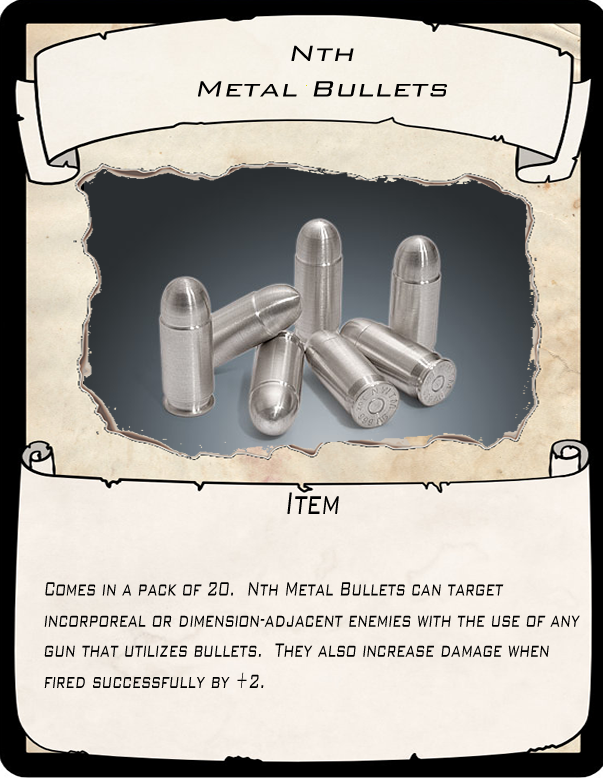 Nth
Metal Bullets
Item
Comes in a pack of 20. Nth Metal Bullets can target
incorporeal or dimension-adjacent enemies with the use of any
gun that utilizes bullets. They also increase damage when
fired successfully by +2.